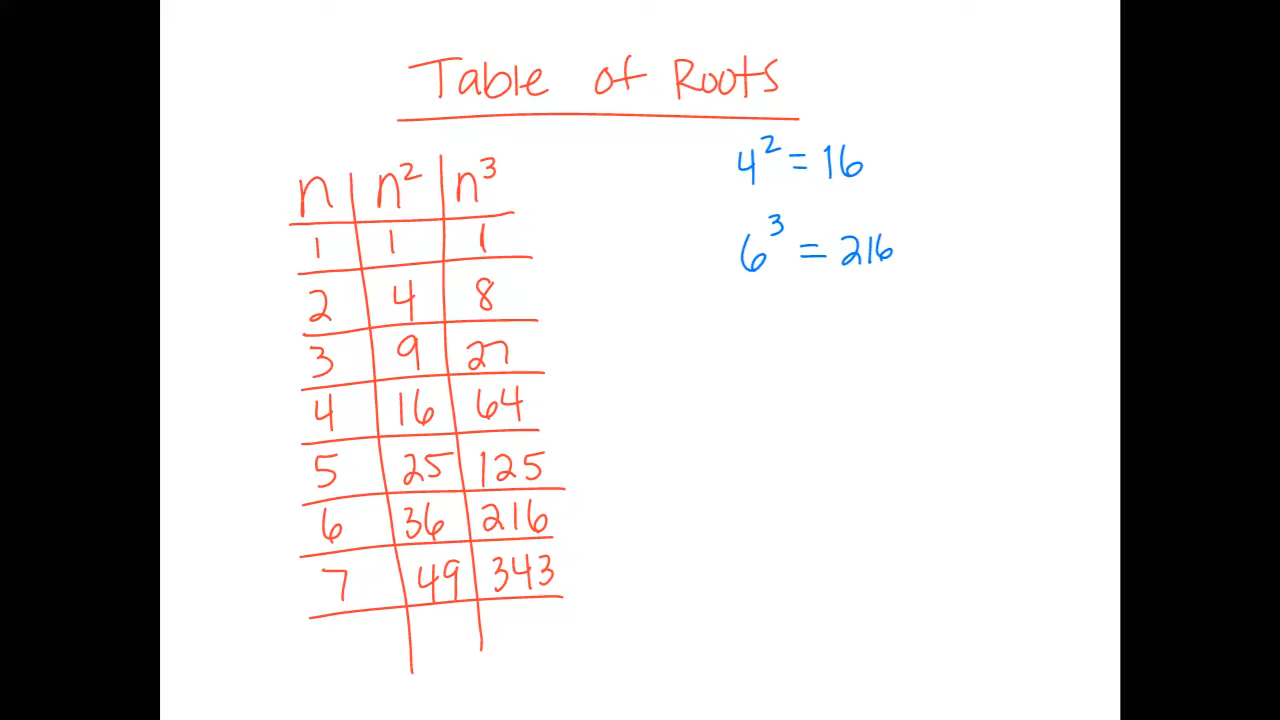 Table of Roots
n n² n³
1 1 1
2 4 8
3 9 27
4 16 64
5 25 125
6 36 216
7 49 343
4² = 16
6³ = 216